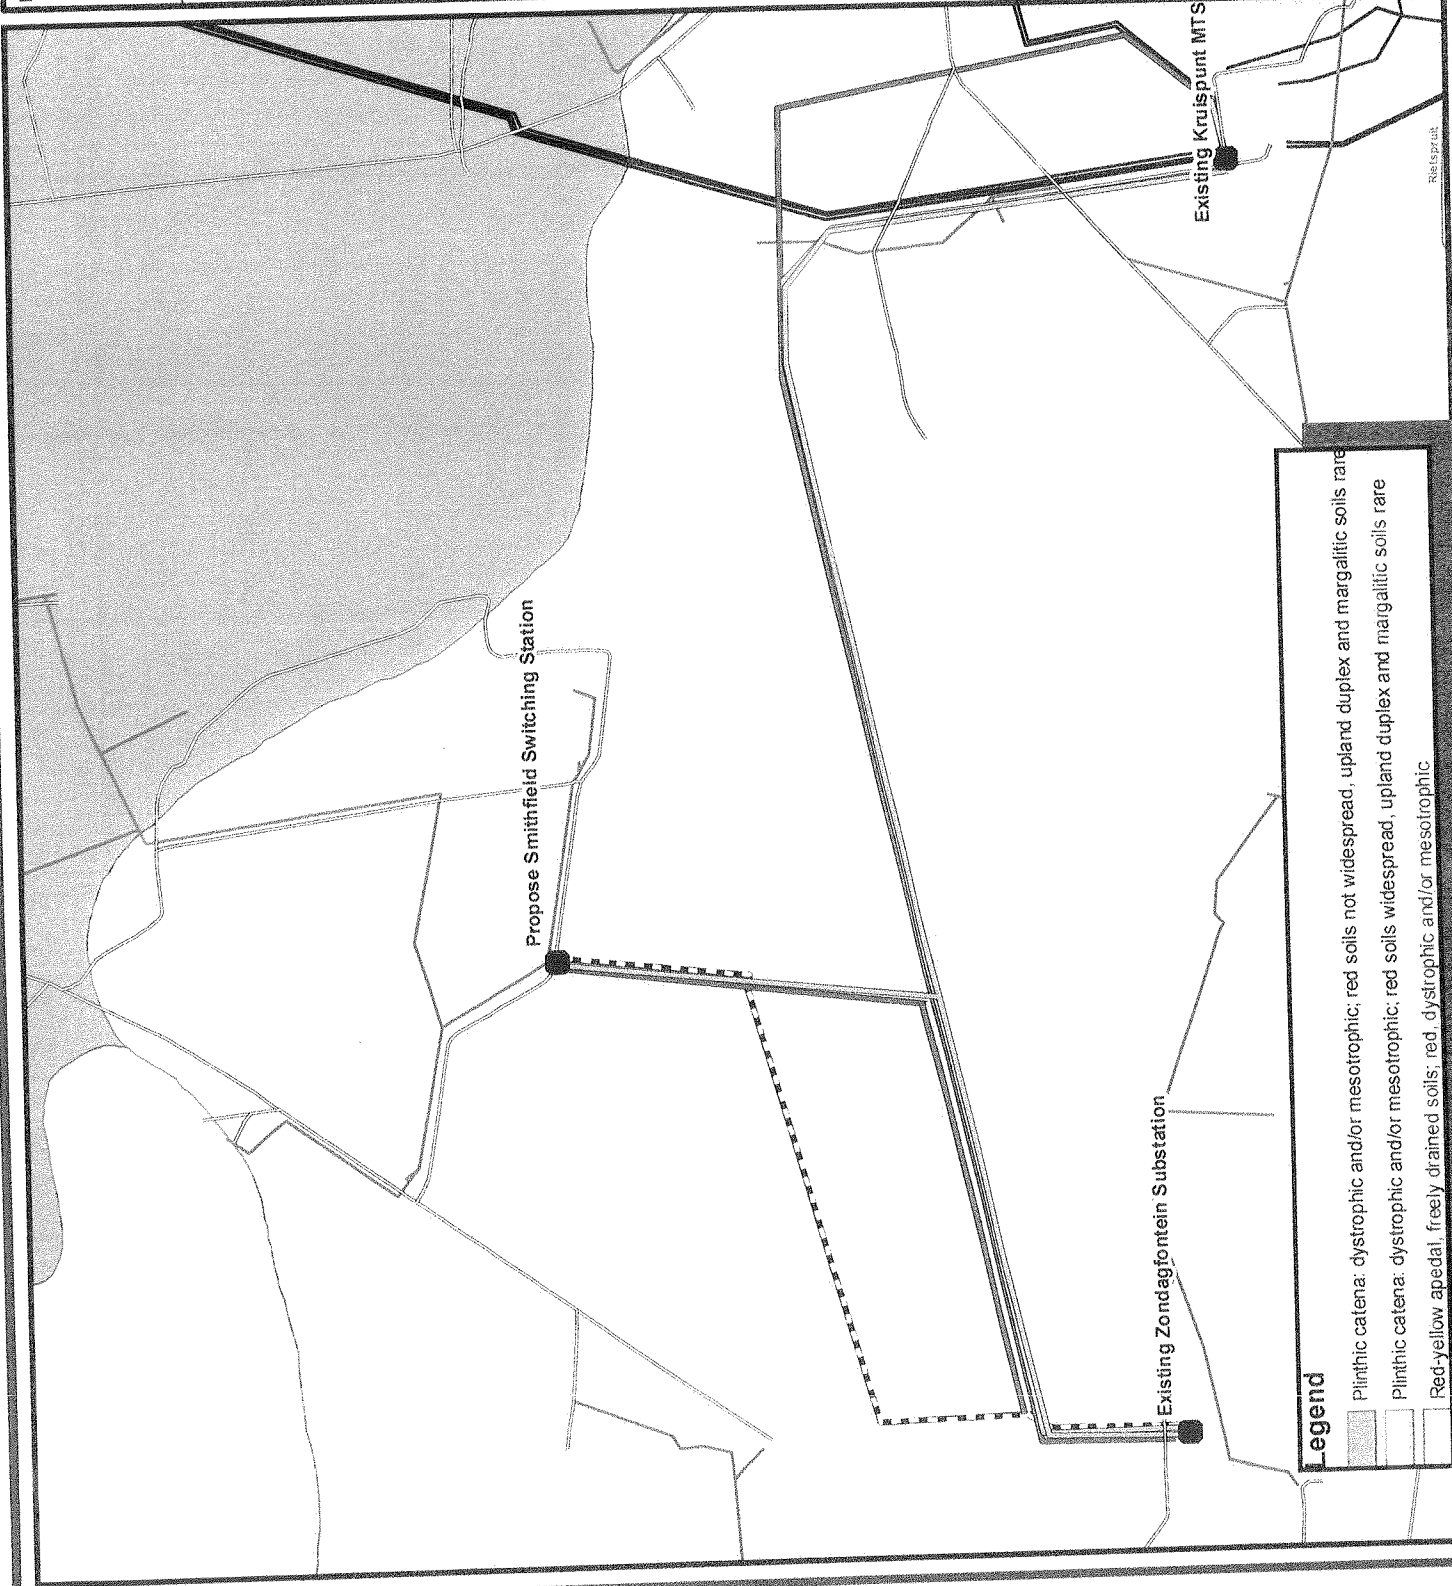 Propose Smithfield Switching Station
Existing Kruispunt MTS
Existing Zondagfontein Substation
Rietspruit
Legend
Plinthic catena: dystrophic and/or mesotrophic; red soils not widespread, upland duplex and margalitic soils rare
Plinthic catena: dystrophic and/or mesotrophic; red soils widespread, upland duplex and margalitic soils rare
Red-yellow apedal, freely drained soils; red, dystrophic and/or mesotrophic